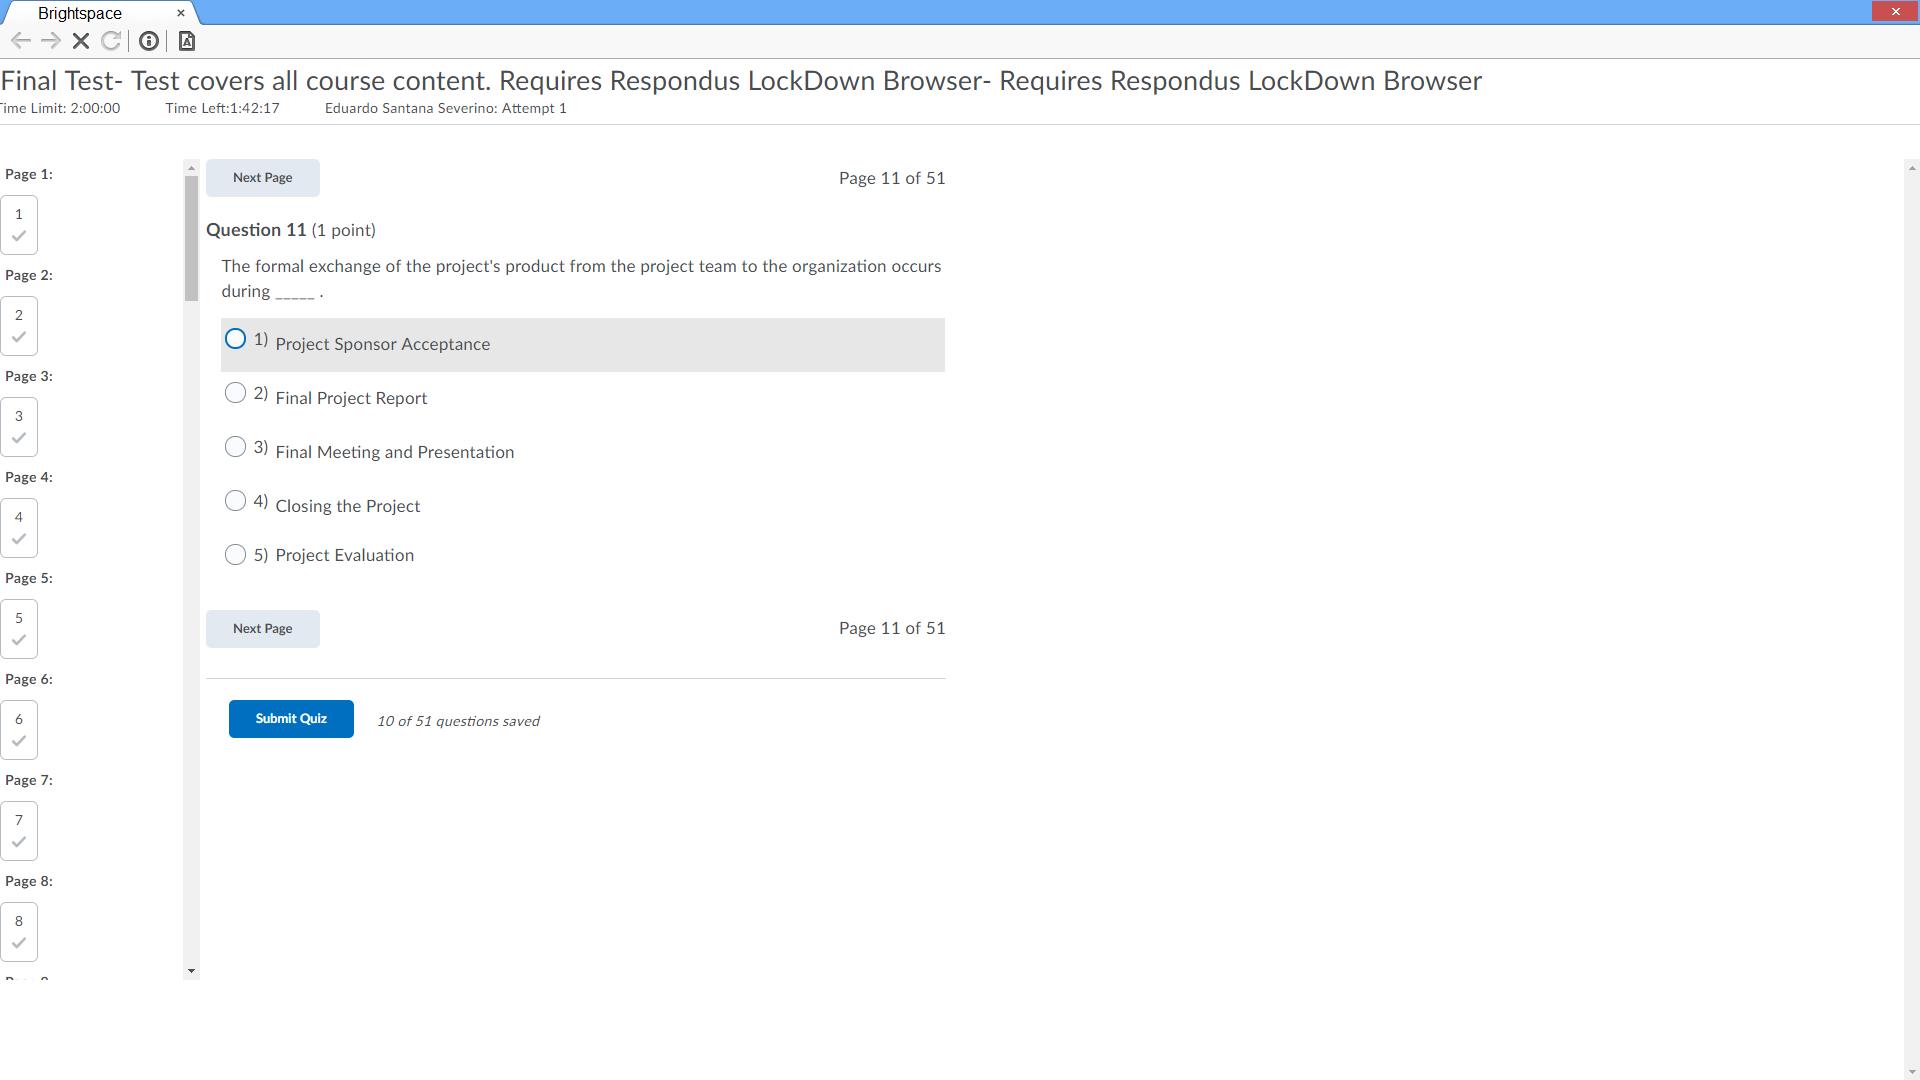 Brightspace
Final Test- Test covers all course content. Requires Respondus LockDown Browser- Requires Respondus LockDown Browser
Time Limit: 2:00:00 Time Left:1:42:17 Eduardo Santana Severino: Attempt 1
Page 1:
1
Page 2:
2
Page 3:
3
Page 4:
4
Page 5:
5
Page 6:
6
Page 7:
7
Page 8:
8
Next Page
Page 11 of 51
Question 11 (1 point)
The formal exchange of the project's product from the project team to the organization occurs
during _____ .
1) Project Sponsor Acceptance
2) Final Project Report
3) Final Meeting and Presentation
4) Closing the Project
5) Project Evaluation
Next Page
Page 11 of 51
Submit Quiz
10 of 51 questions saved